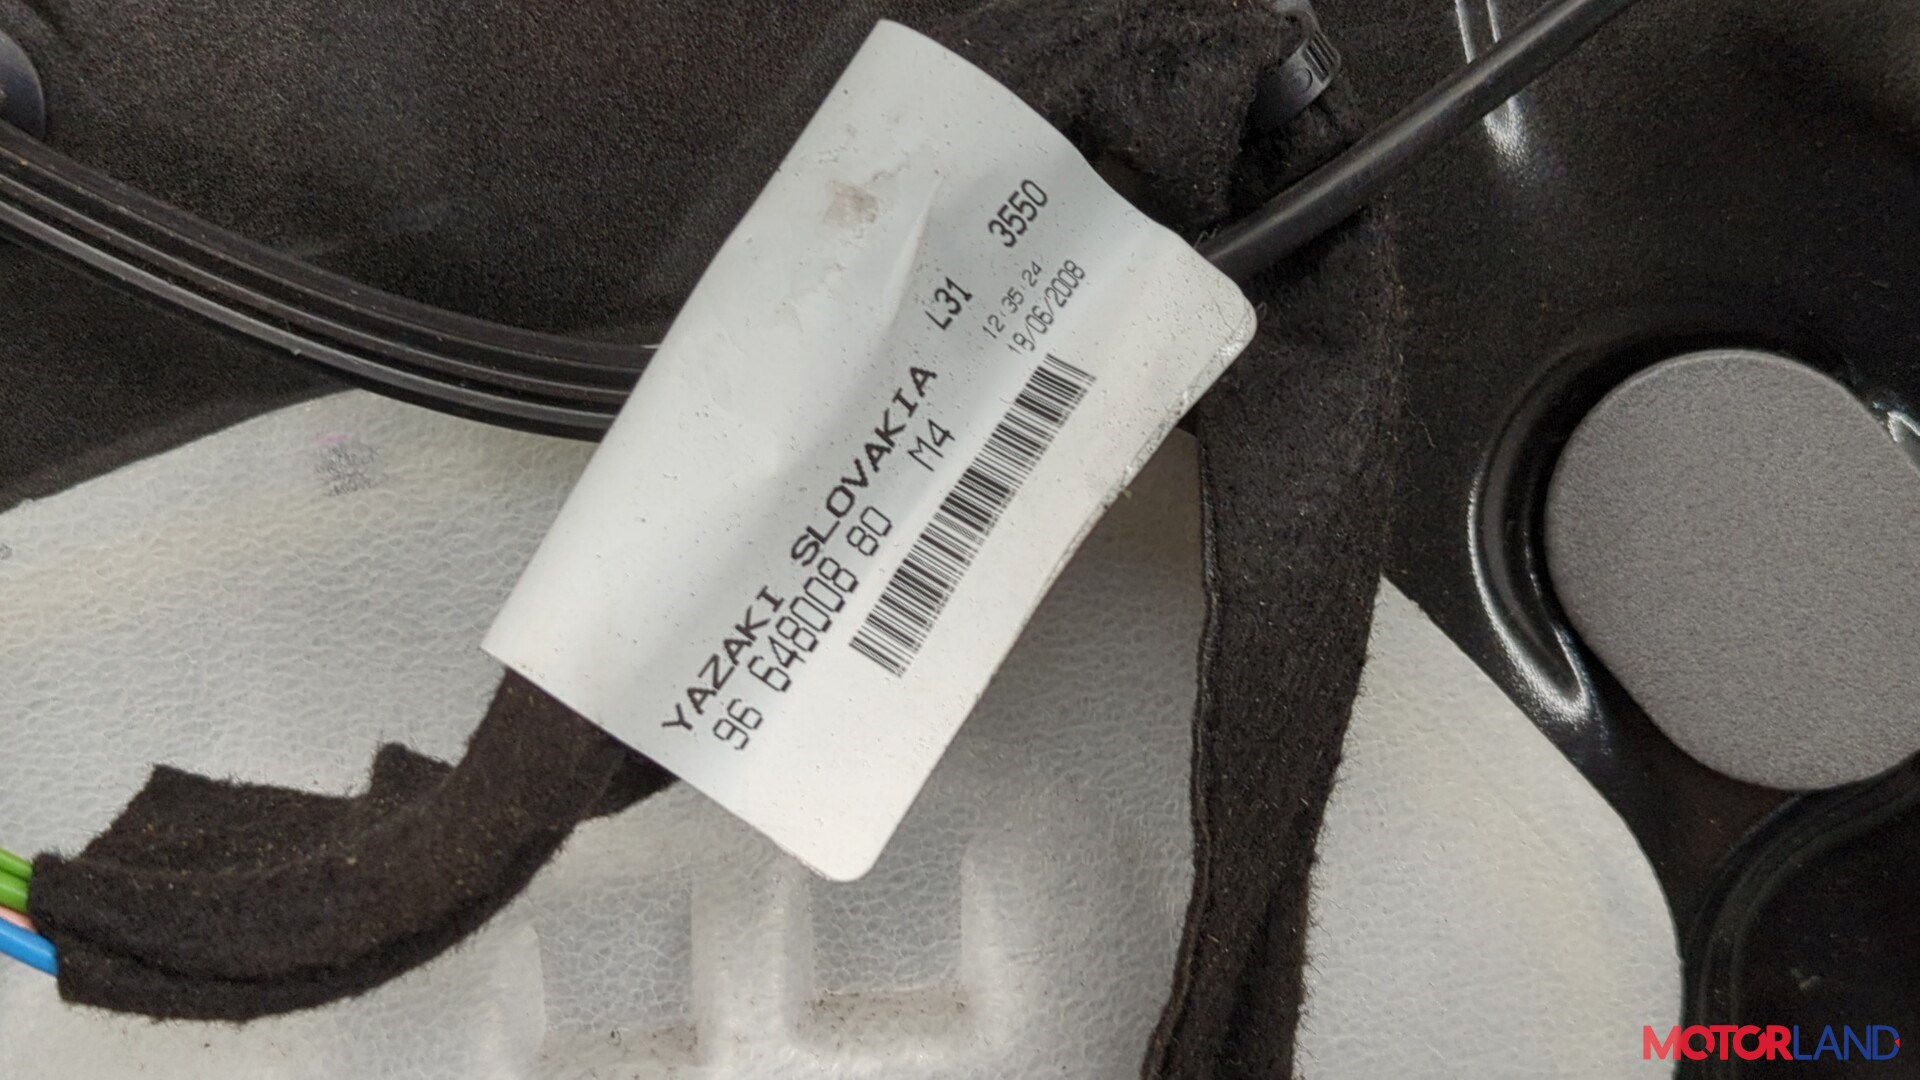 L31 3550
12:35:24
19/06/2008
YAZAKI SLOVAKIA
96 648008 80 M4
MOTORLAND